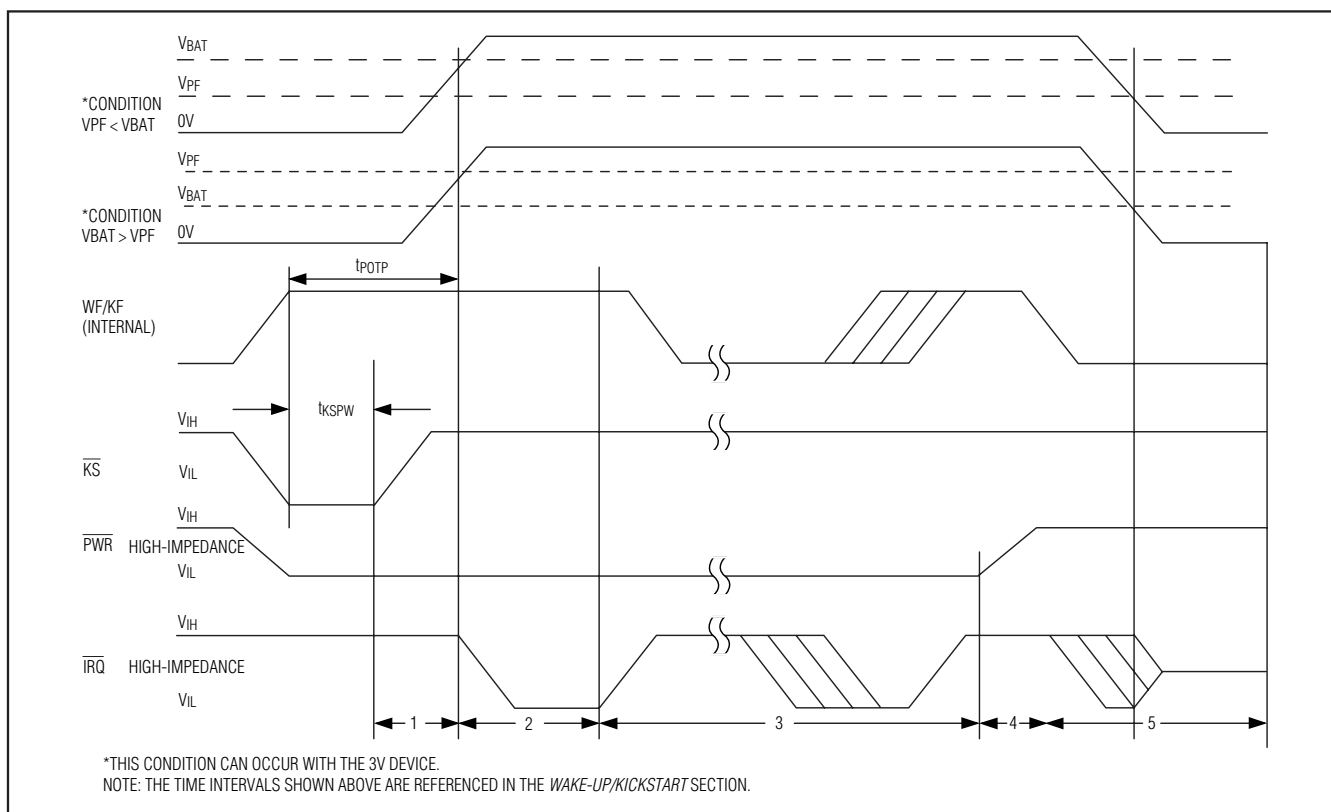 VBAT
VPF
*CONDITION
VPF < VBAT
0V
VPF
VBAT
*CONDITION
VBAT > VPF
0V
tPOTP
WF/KF
(INTERNAL)
tKSPW
VIH
KS
VIL
VIH
PWR HIGH-IMPEDANCE
VIL
VIH
IRQ HIGH-IMPEDANCE
VIL
1 2 3 4 5
*THIS CONDITION CAN OCCUR WITH THE 3V DEVICE.
NOTE: THE TIME INTERVALS SHOWN ABOVE ARE REFERENCED IN THE WAKE-UP/KICKSTART SECTION.